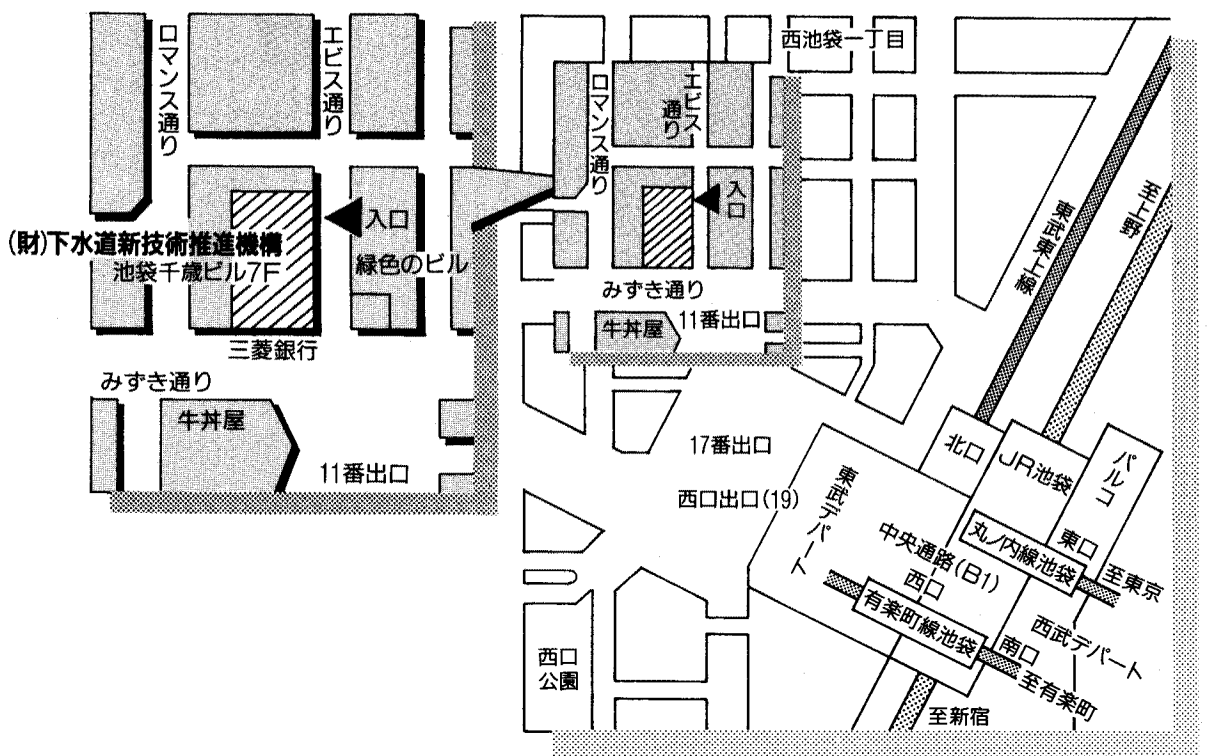 ロマンス通り
エビス通り
入口
(財)下水道新技術推進機構
池袋千歳ビル7F
緑色のビル
三菱銀行
みずき通り
牛丼屋
11番出口
西池袋一丁目
ロマンス通り
エビス
通り
入口
みずき通り
牛丼屋
11番出口
17番出口
西口出口(19)
東武東上線
至上野
北口
JR池袋
パルコ
東武デパート
中央通路(B1)
西口
丸ノ内線池袋
東口
至東京
有楽町線池袋
南口
西武デパート
至有楽町
至新宿
西口
公園